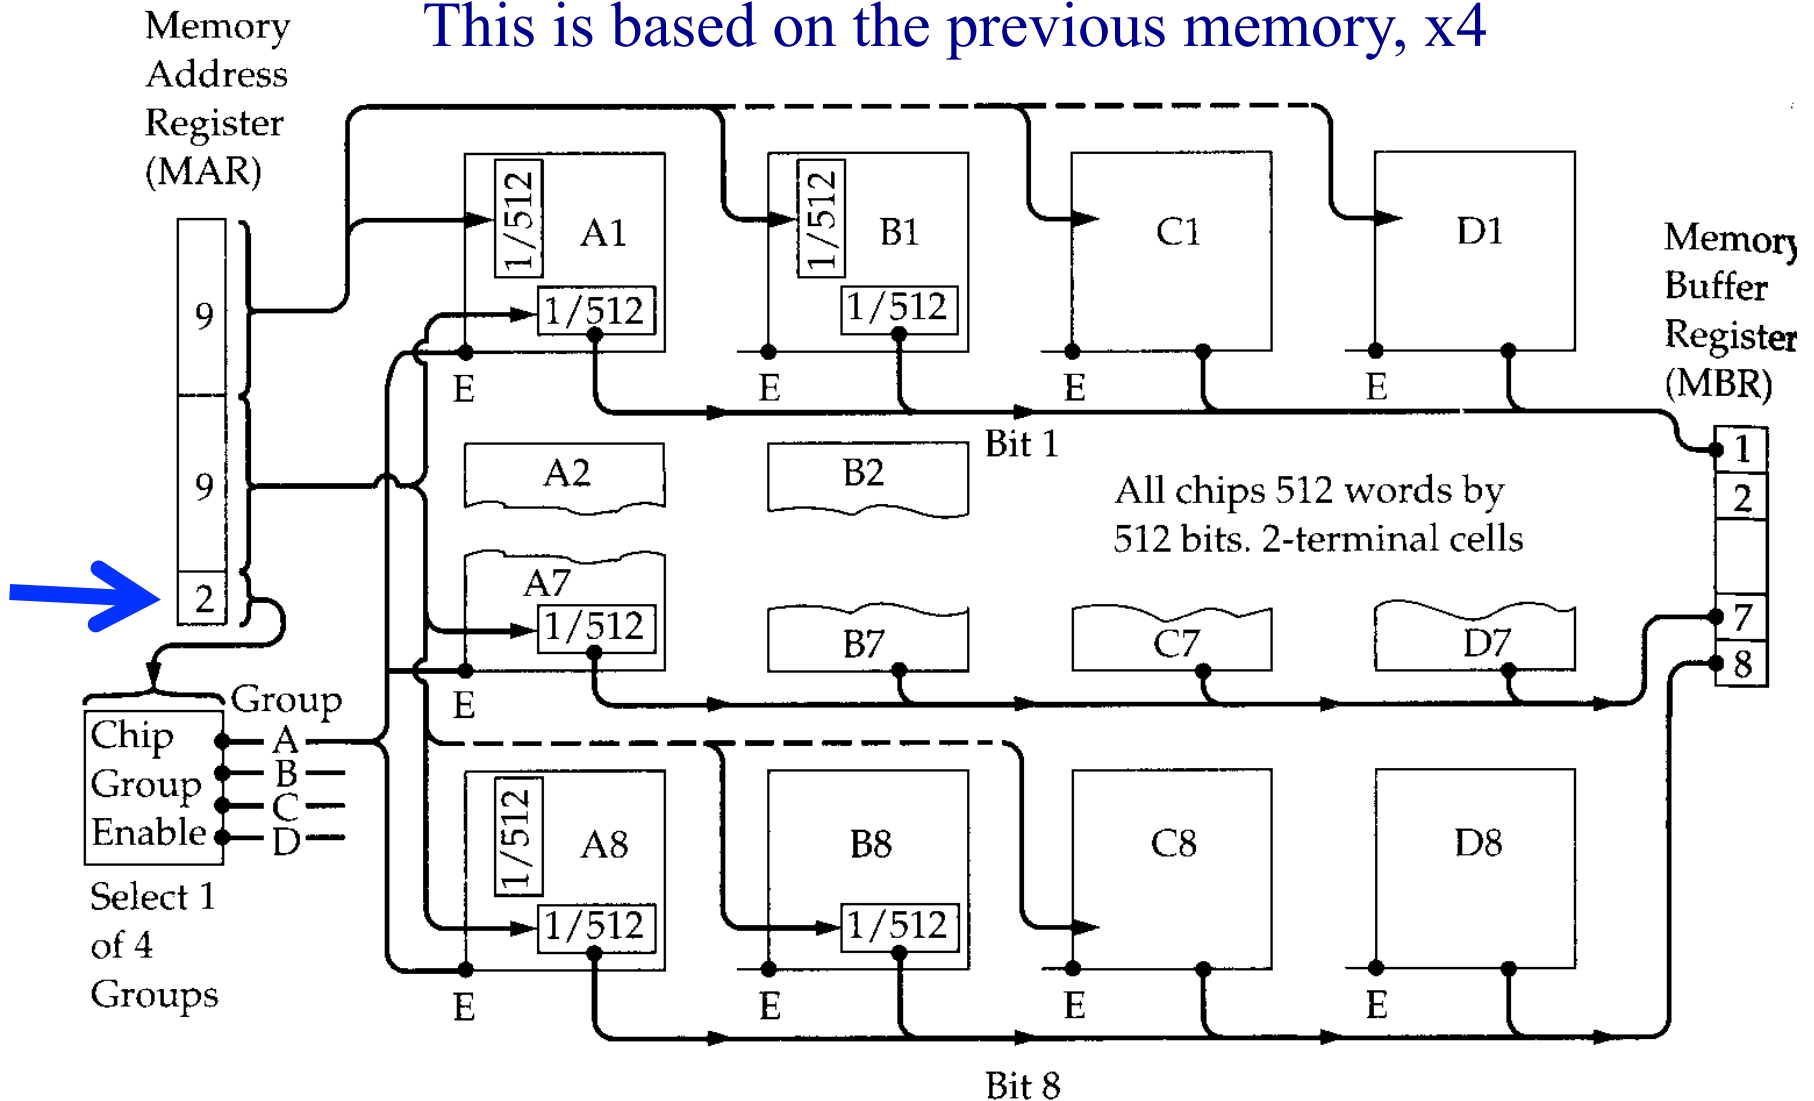 This is based on the previous memory, x4
Memory
Address
Register
(MAR)
9
9
2
1/512
A1
1/512
E
1/512
B1
1/512
E
C1
E
D1
E
Bit 1
Memory
Buffer
Register
(MBR)
1
2
7
8
A2
B2
All chips 512 words by
512 bits. 2-terminal cells
A7
1/512
E
B7
C7
D7
Group
Chip
Group
Enable
A
B
C
D
Select 1
of 4
Groups
1/512
A8
1/512
E
B8
1/512
E
C8
E
D8
E
Bit 8